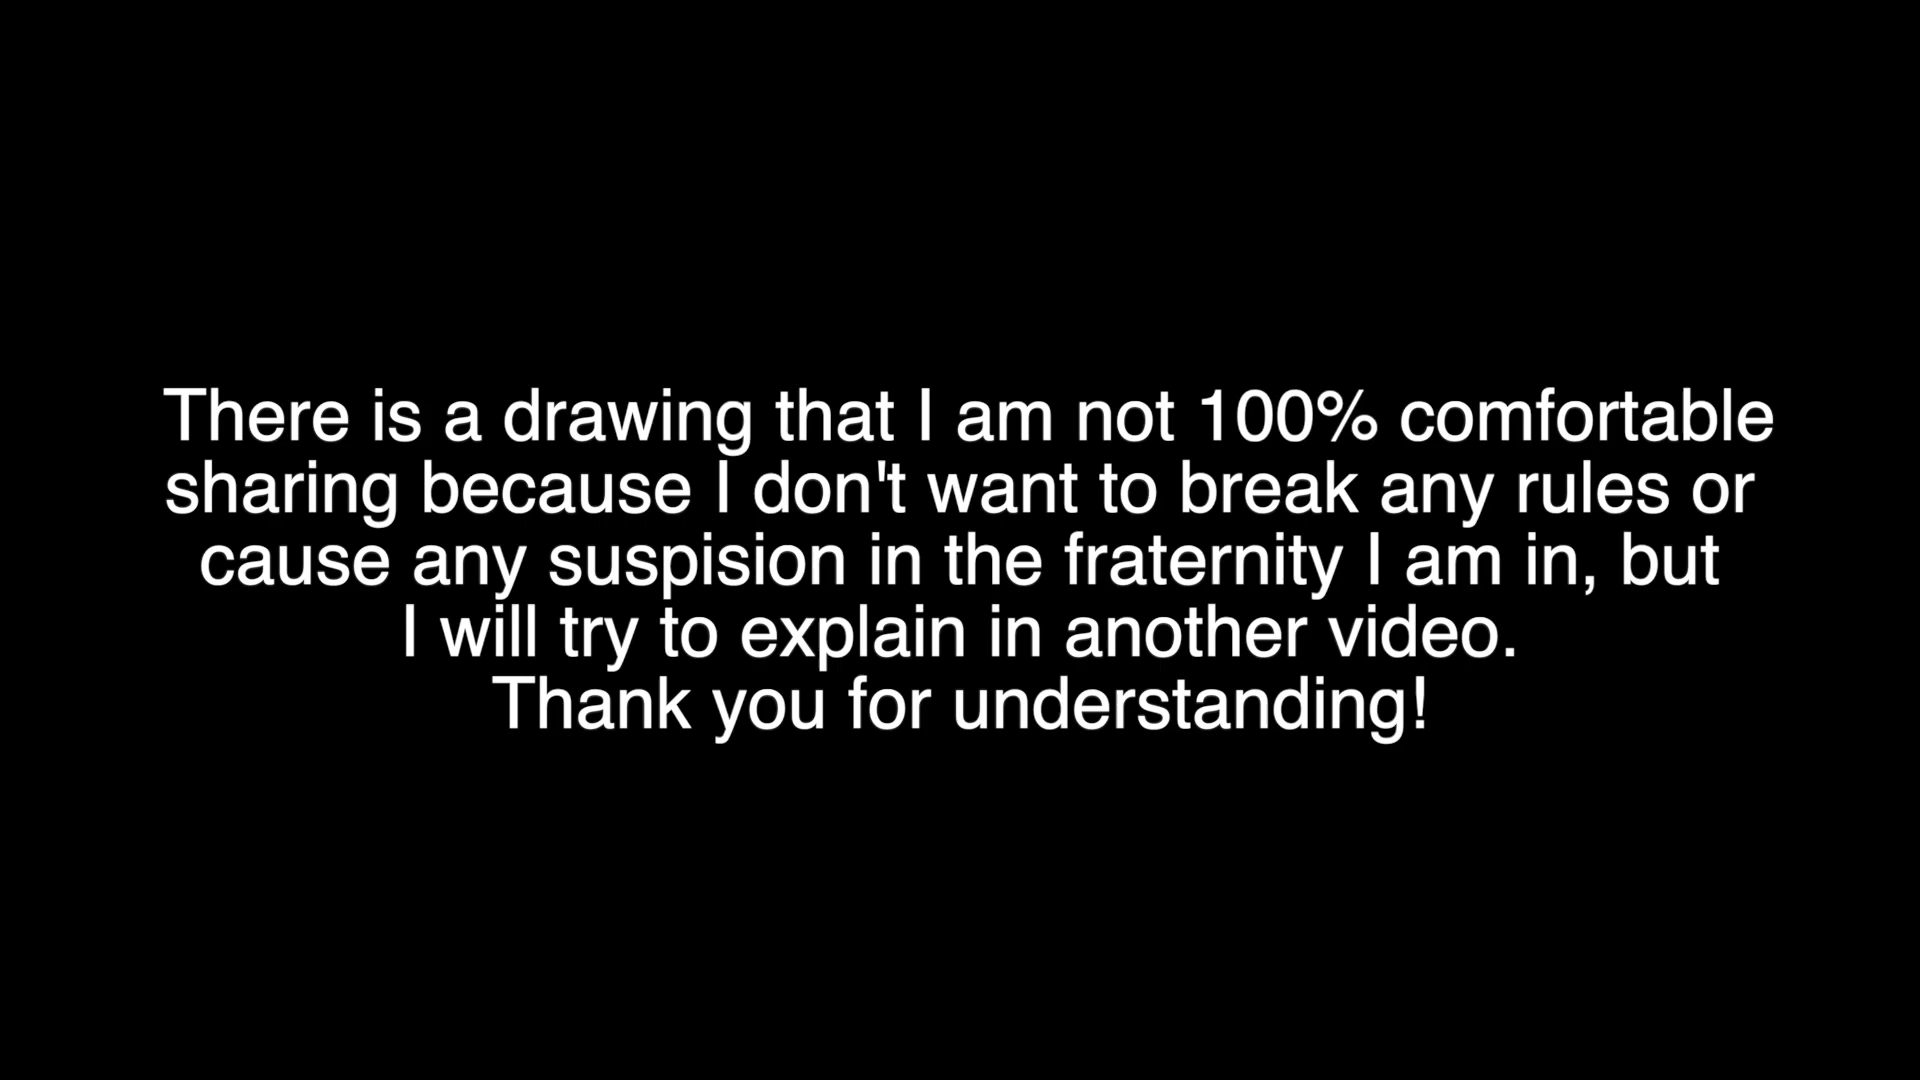 There is a drawing that I am not 100% comfortable
sharing because I don't want to break any rules or
cause any suspision in the fraternity I am in, but
I will try to explain in another video.
Thank you for understanding!